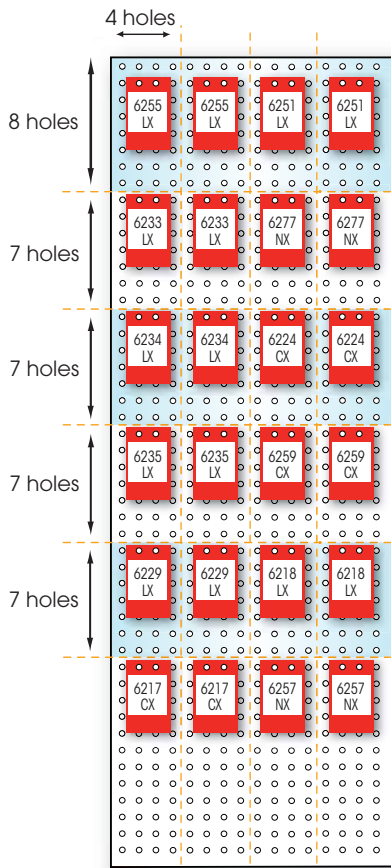 4 holes
8 holes
6255 6255 6251 6251
LX LX LX LX
7 holes
6233 6233 6277 6277
LX LX NX NX
7 holes
6234 6234 6224 6224
LX LX CX CX
7 holes
6235 6235 6259 6259
LX LX CX CX
7 holes
6229 6229 6218 6218
LX LX LX LX
6217 6217 6257 6257
CX CX NX NX